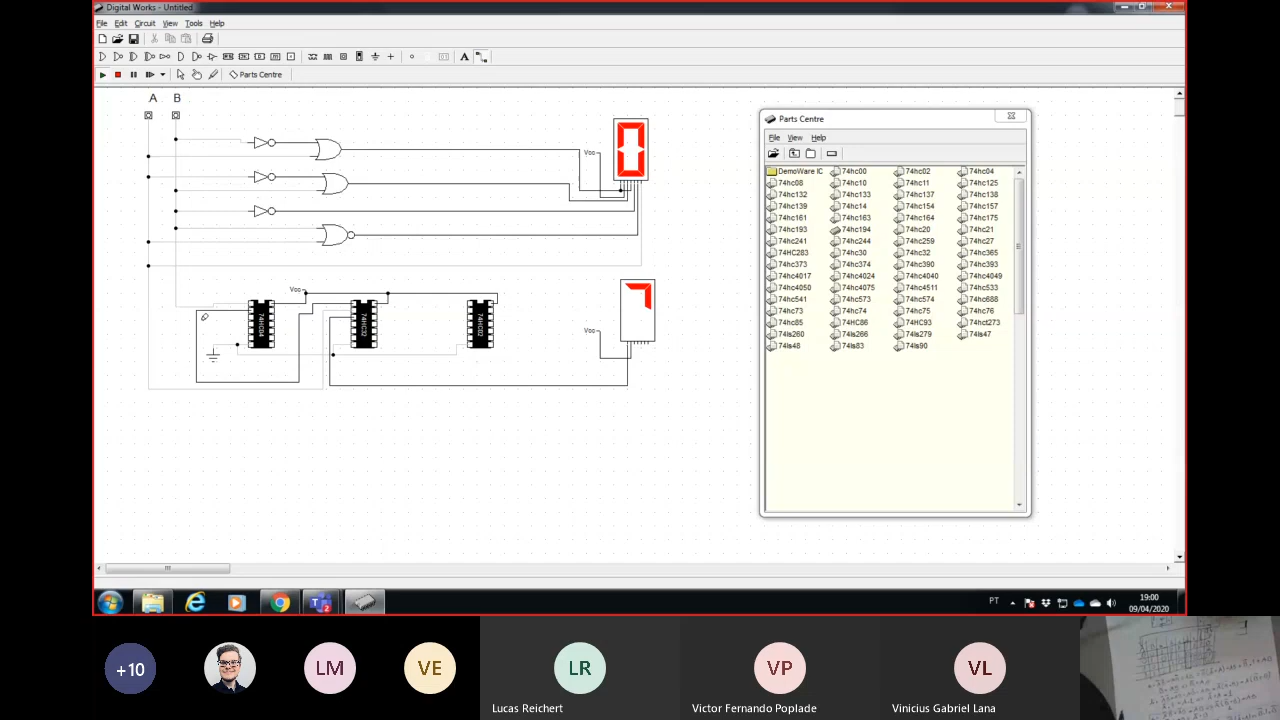 Digital Works - Untitled
File Edit Circuit View Tools Help
Parts Centre
A B
Vcc
Vcc
74HC04
74HC32
74HC02
Vcc
Parts Centre
File View Help
DemoWare IC 74hc00 74hc02 74hc04
74hc08 74hc10 74hc11 74hc125
74hc132 74hc133 74hc137 74hc138
74hc139 74hc14 74hc154 74hc157
74hc161 74hc163 74hc164 74hc175
74hc193 74hc194 74hc20 74hc21
74hc241 74hc244 74hc259 74hc27
74HC283 74hc30 74hc32 74hc365
74hc373 74hc374 74hc390 74hc393
74hc4017 74hc4024 74hc4040 74hc4049
74hc4050 74hc4075 74hc4511 74hc533
74hc541 74hc573 74hc574 74hc688
74hc73 74hc74 74hc75 74hc76
74hc85 74HC86 74HC93 74hct273
74ls260 74ls266 74ls279 74ls47
74ls48 74ls83 74ls90
PT
19:00
09/04/2020
+10
LM
VE
LR
VP
VL
Lucas Reichert
Victor Fernando Poplade
Vinicius Gabriel Lana